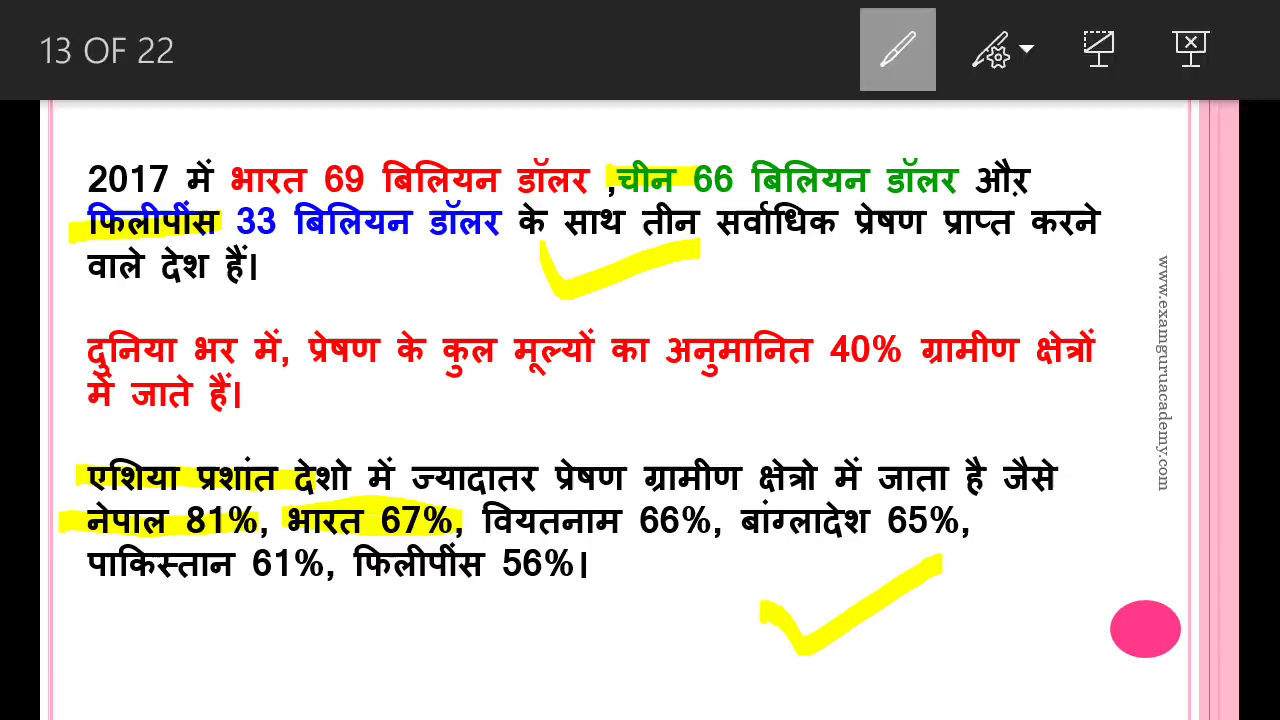 13 OF 22
2017 में भारत 69 बिलियन डॉलर ,चीन 66 बिलियन डॉलर औऱ
फिलीपींस 33 बिलियन डॉलर के साथ तीन सर्वाधिक प्रेषण प्राप्त करने
वाले देश हैं।
दुनिया भर में, प्रेषण के कुल मूल्यों का अनुमानित 40% ग्रामीण क्षेत्रों
में जाते हैं।
एशिया प्रशांत देशो में ज्यादातर प्रेषण ग्रामीण क्षेत्रो में जाता है जैसे
नेपाल 81%, भारत 67%, वियतनाम 66%, बांग्लादेश 65%,
पाकिस्तान 61%, फिलीपींस 56%।
www.examguruacademy.com